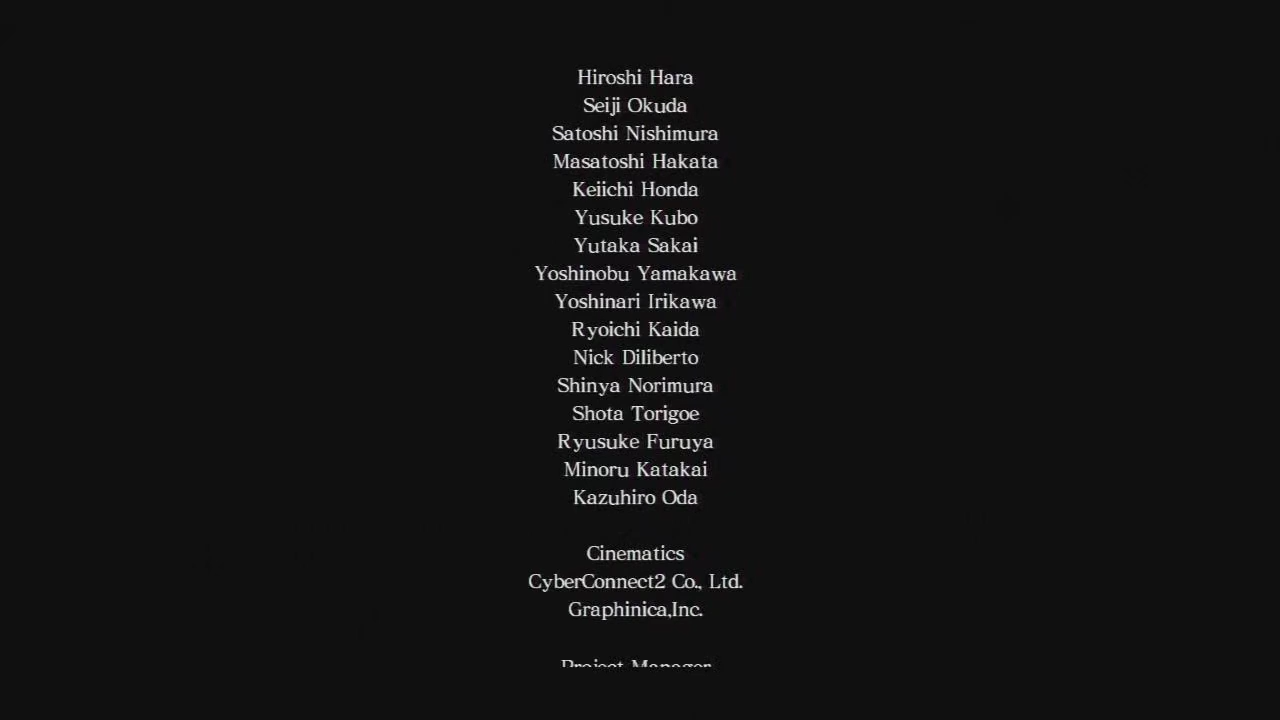 Hiroshi Hara
Seiji Okuda
Satoshi Nishimura
Masatoshi Hakata
Keiichi Honda
Yusuke Kubo
Yutaka Sakai
Yoshinobu Yamakawa
Yoshinari Irikawa
Ryoichi Kaida
Nick Diliberto
Shinya Norimura
Shota Torigoe
Ryusuke Furuya
Minoru Katakai
Kazuhiro Oda
Cinematics
CyberConnect2 Co., Ltd.
Graphinica,Inc.
Project Manager